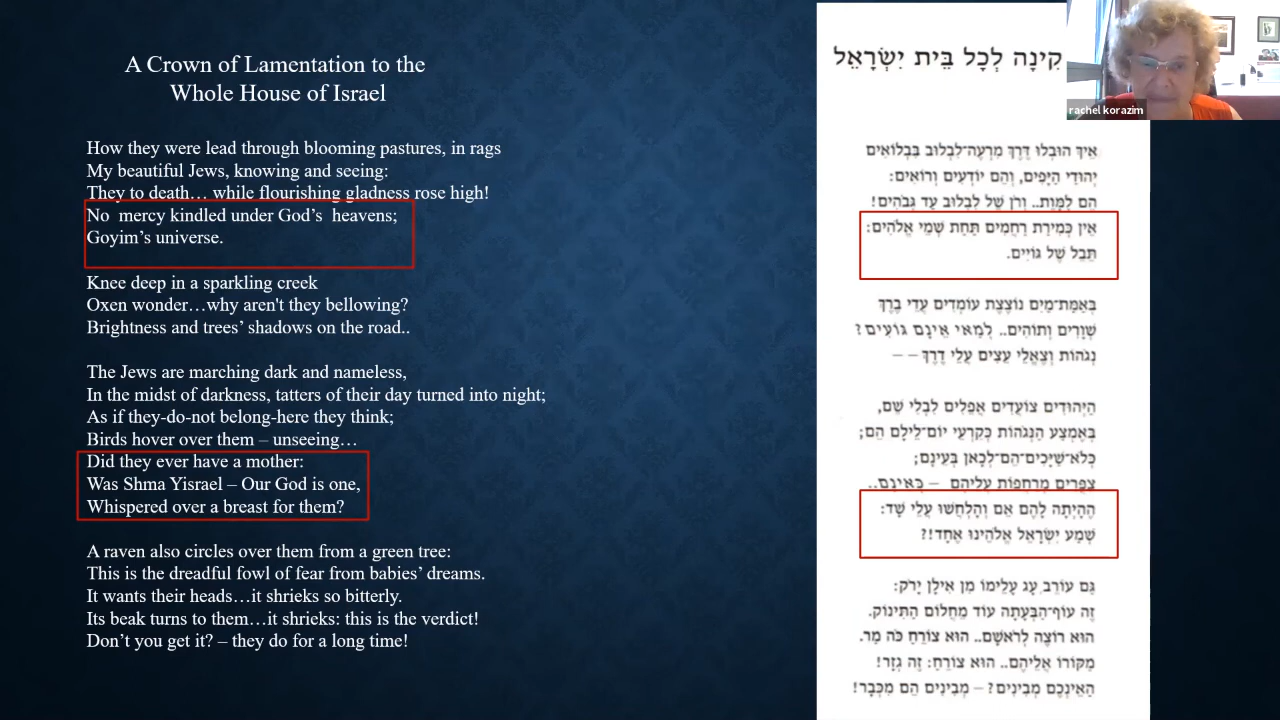 A Crown of Lamentation to the
Whole House of Israel
How they were lead through blooming pastures, in rags
My beautiful Jews, knowing and seeing:
They to death… while flourishing gladness rose high!
No mercy kindled under God’s heavens;
Goyim’s universe.
Knee deep in a sparkling creek
Oxen wonder…why aren't they bellowing?
Brightness and trees’ shadows on the road..
The Jews are marching dark and nameless,
In the midst of darkness, tatters of their day turned into night;
As if they-do-not belong-here they think;
Birds hover over them – unseeing…
Did they ever have a mother:
Was Shma Yisrael – Our God is one,
Whispered over a breast for them?
A raven also circles over them from a green tree:
This is the dreadful fowl of fear from babies’ dreams.
It wants their heads…it shrieks so bitterly.
Its beak turns to them…it shrieks: this is the verdict!
Don’t you get it? – they do for a long time!
קִינָה לְכָל בֵּית יִשְׂרָאֵל
אֵיךְ הוּבְלוּ דֶּרֶךְ מִרְעֶה־לִבְלוּב בִּבְלוֹאִים
יְהוּדַי הַיָּפִים, וְהֵם יוֹדְעִים וְרוֹאִים:
הֵם לַמָּוֶת.. וְרֹן שֶׁל לִבְלוּב עַד גְּבֹהִים!
אֵין כְּמִירַת רַחֲמִים תַּחַת שְׁמֵי אֱלֹהִים:
תֵּבֵל שֶׁל גּוֹיִים.
בְּאַמַּת־מַיִם נוֹצֶצֶת עוֹמְדִים עֲדֵי בֶרֶךְ
שְׁוָרִים וְתוֹהִים.. לְמַאי אֵינָם גּוֹעִים?
נְגֹהוֹת וְצֶאֱלֵי עֵצִים עֲלֵי דֶרֶךְ – –
הַיְּהוּדִים צוֹעֲדִים אֲפֵלִים לִבְלִי שֵׁם,
בְּאֶמְצַע הַנְּגֹהוֹת כְּקִרְעֵי יוֹם־לֵילָם הֵם;
כְּלֹא־שַׁיָּכִים־הֵם־לְכָאן בְּעֵינָם;
צִפֳּרִים מְרַחֲפוֹת עֲלֵיהֶם – כְּאֵינָם..
הֶהָיְתָה לָהֶם אֵם וְהָלְחֲשׁוּ עֲלֵי שָׁד:
שְׁמַע יִשְׂרָאֵל אֱלֹהֵינוּ אֶחָד!?
גַּם עוֹרֵב עָג עָלֵימוֹ מִן אִילָן יָרֹק:
זֶה עוֹף־הַבְּעָתָה עוֹד מֵחֲלוֹם הַתִּינוֹק.
הוּא רוֹצֶה לְרֹאשָׁם.. הוּא צוֹרֵחַ כֹּה מַר.
מַקּוֹרוֹ אֲלֵיהֶם.. הוּא צוֹרֵחַ: זֶה גְּזָר!
הַאֵינְכֶם מְבִינִים? – מְבִינִים הֵם מִכְּבָר!
rachel korazim